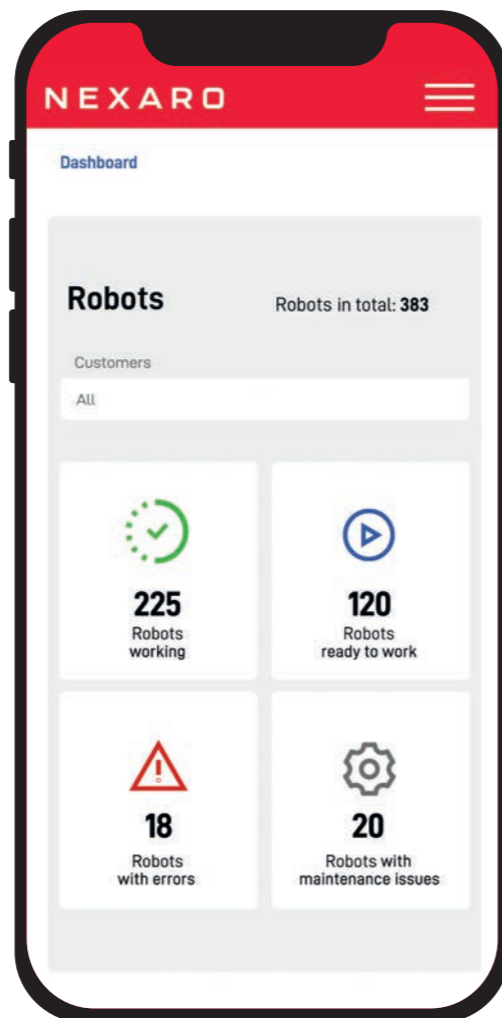 NEXARO
Dashboard
Robots
Robots in total: 383
Customers
All
225
Robots
working
120
Robots
ready to work
18
Robots
with errors
20
Robots with
maintenance issues